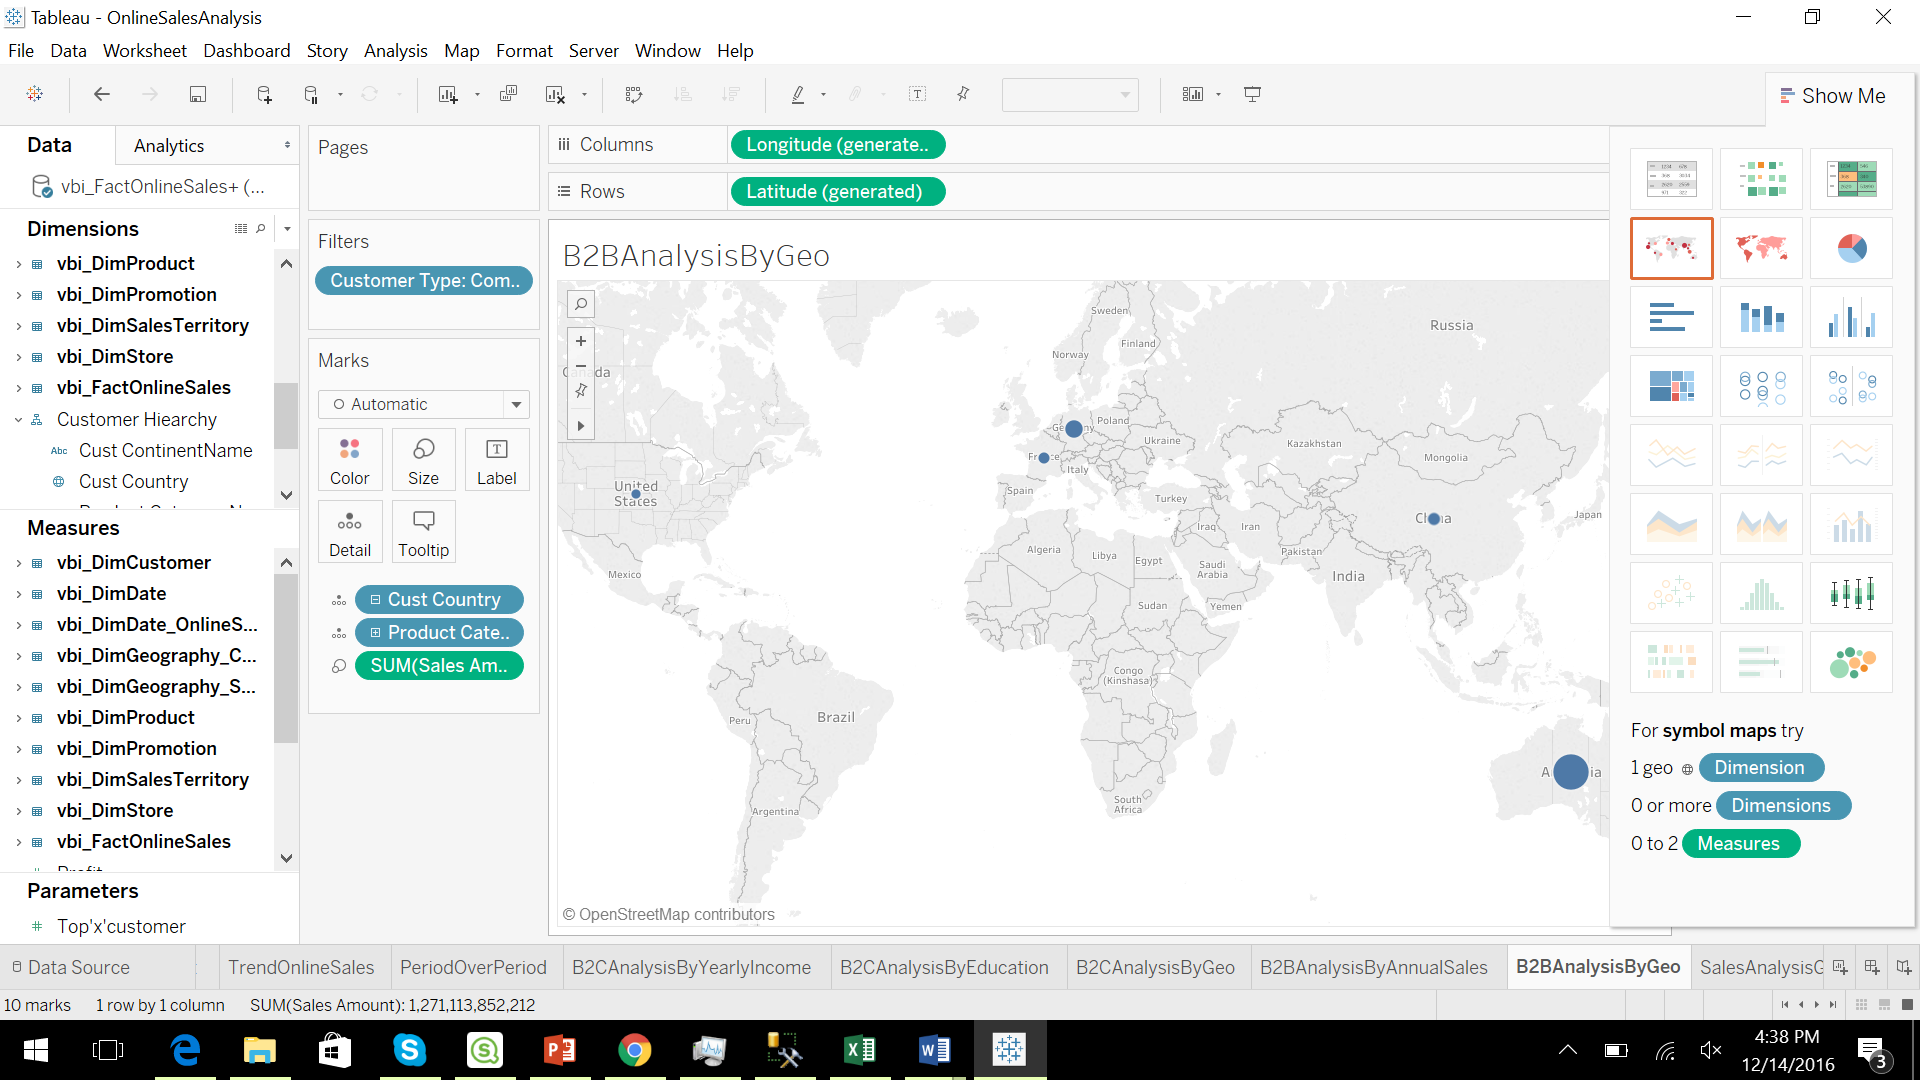 Tableau - OnlineSalesAnalysis
File Data Worksheet Dashboard Story Analysis Map Format Server Window Help
Show Me
Data Analytics
vbi_FactOnlineSales+ (...
Dimensions
vbi_DimProduct
vbi_DimPromotion
vbi_DimSalesTerritory
vbi_DimStore
vbi_FactOnlineSales
Customer Hiearchy
Abc Cust ContinentName
Cust Country
Measures
vbi_DimCustomer
vbi_DimDate
vbi_DimDate_OnlineS...
vbi_DimGeography_C...
vbi_DimGeography_S...
vbi_DimProduct
vbi_DimPromotion
vbi_DimSalesTerritory
vbi_DimStore
vbi_FactOnlineSales
Profit
Parameters
# Top'x'customer
Pages
Filters
Customer Type: Com..
Marks
Automatic
Color Size Label
Detail Tooltip
Cust Country
Product Cate..
SUM(Sales Am..
Columns Longitude (generate..
Rows Latitude (generated)
B2BAnalysisByGeo
Sweden
Russia
Finland
Norway
Canada
Poland
Ukraine
Kazakhstan
Mongolia
Italy
United
States
Spain
Turkey
China
Japan
Iraq
Iran
Algeria
Libya
Egypt
Pakistan
Saudi
Arabia
India
Mexico
Sudan
Yemen
Congo
(Kinshasa)
Peru
Brazil
Argentina
South
Africa
© OpenStreetMap contributors
For symbol maps try
1 geo Dimension
0 or more Dimensions
0 to 2 Measures
Data Source TrendOnlineSales PeriodOverPeriod B2CAnalysisByYearlyIncome B2CAnalysisByEducation B2CAnalysisByGeo B2BAnalysisByAnnualSales B2BAnalysisByGeo SalesAnalysisG
10 marks 1 row by 1 column SUM(Sales Amount): 1,271,113,852,212
4:38 PM
12/14/2016
3